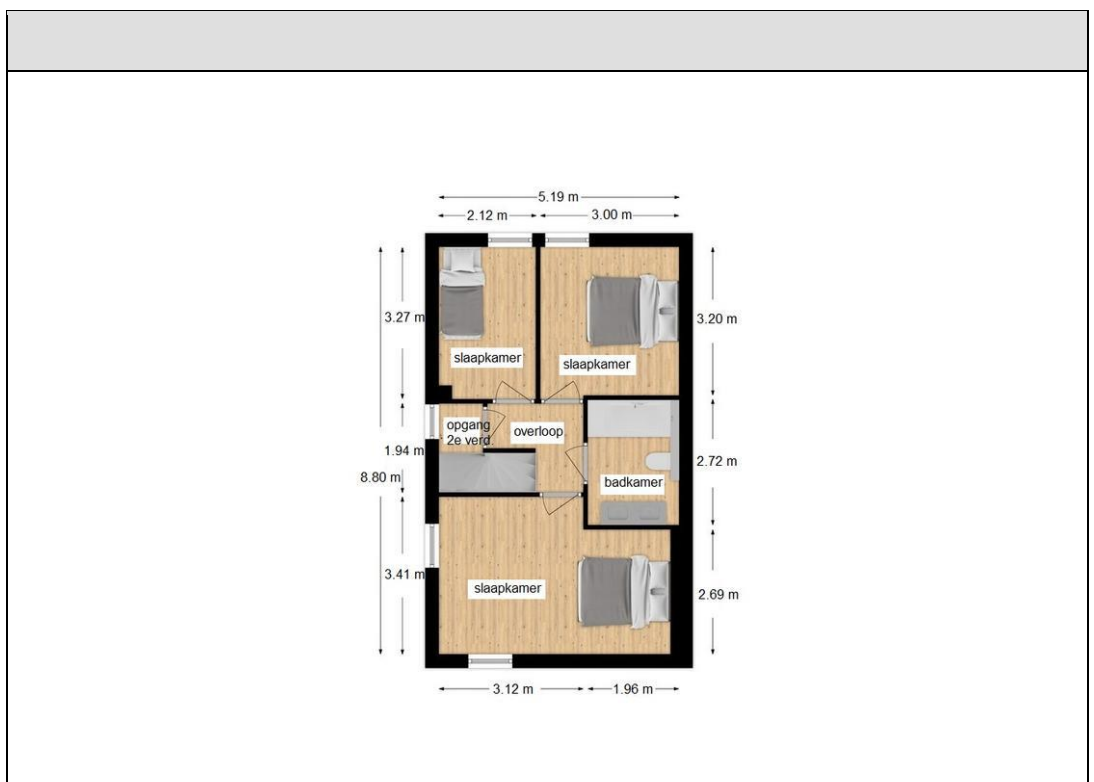 5.19 m
2.12 m
3.00 m
3.27 m
3.20 m
slaapkamer
slaapkamer
opgang
2e verd.
overloop
1.94 m
2.72 m
8.80 m
badkamer
3.41 m
slaapkamer
2.69 m
3.12 m
1.96 m